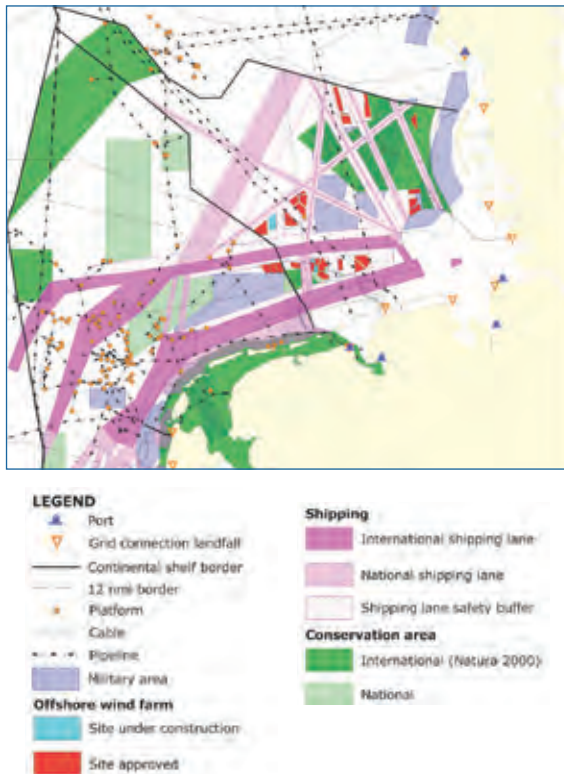 LEGEND
Port
Grid connection landfall
Continental shelf border
12 nmi border
Platform
Cable
Pipeline
Military area
Offshore wind farm
Site under construction
Site approved
Shipping
International shipping lane
National shipping lane
Shipping lane safety buffer
Conservation area
International (Natura 2000)
National